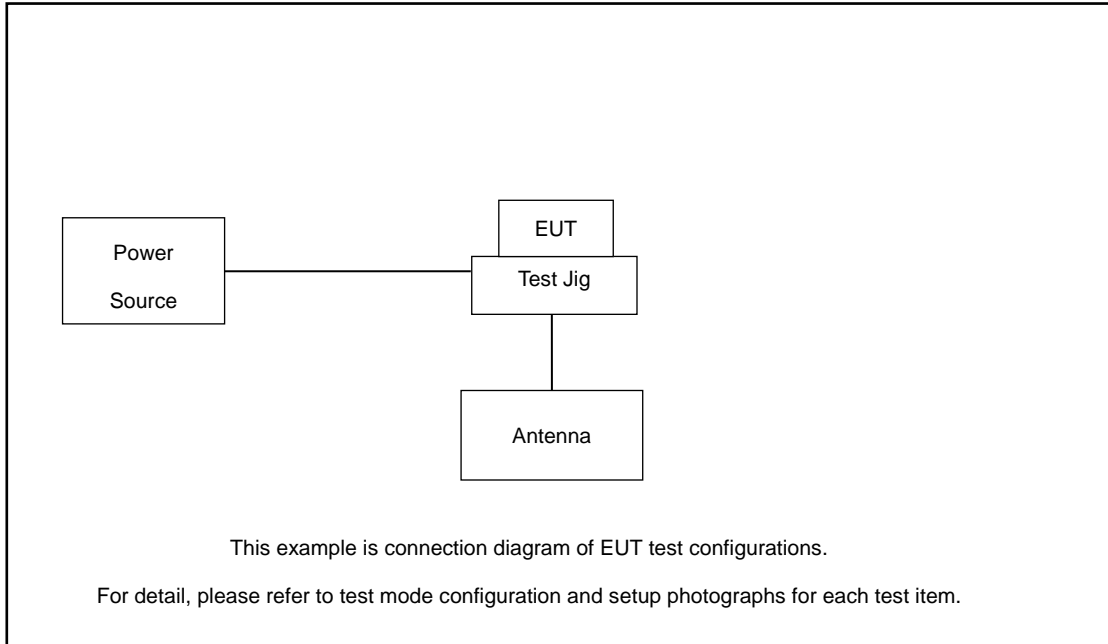 EUT
Power
Source
Test Jig
Antenna
This example is connection diagram of EUT test configurations.
For detail, please refer to test mode configuration and setup photographs for each test item.